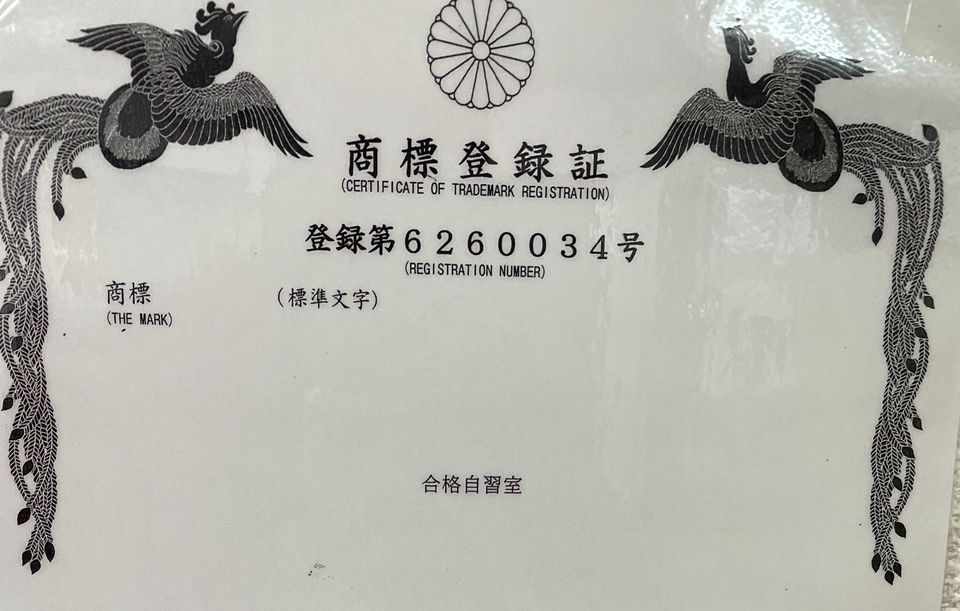 商標登録証
(CERTIFICATE OF TRADEMARK REGISTRATION)
登録第6260034号
(REGISTRATION NUMBER)
商標 (標準文字)
(THE MARK)
合格自習室